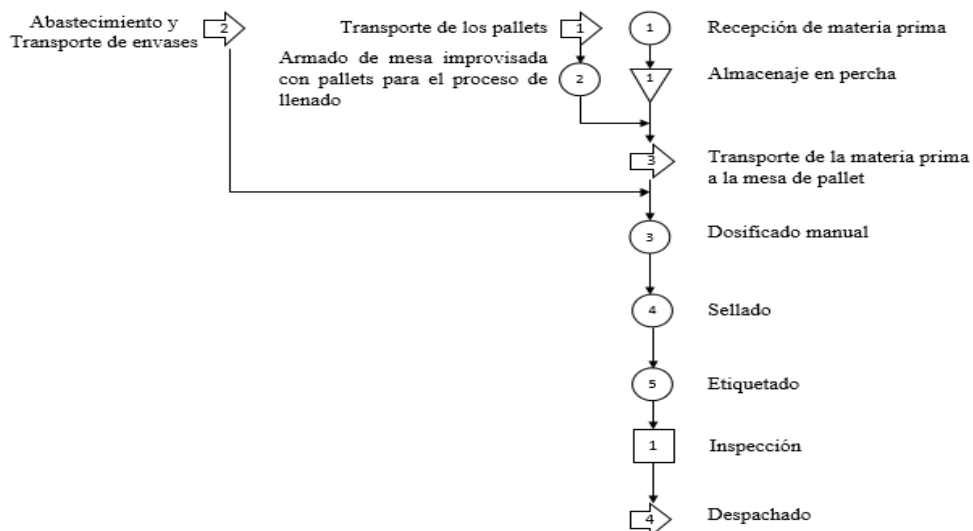 Abastecimiento y
Transporte de envases
2
Transporte de los pallets
1
1
Recepción de materia prima
Armado de mesa improvisada
con pallets para el proceso de
llenado
2
1
Almacenaje en percha
3
Transporte de la materia prima
a la mesa de pallet
3
Dosificado manual
4
Sellado
5
Etiquetado
1
Inspección
4
Despachado